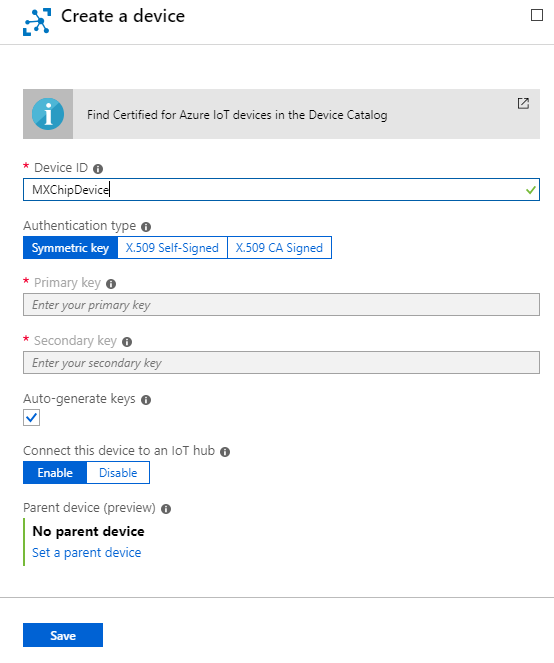 Create a device
Find Certified for Azure IoT devices in the Device Catalog
* Device ID
MXChipDevice
Authentication type
Symmetric key X.509 Self-Signed X.509 CA Signed
* Primary key
Enter your primary key
* Secondary key
Enter your secondary key
Auto-generate keys
Connect this device to an IoT hub
Enable Disable
Parent device (preview)
No parent device
Set a parent device
Save